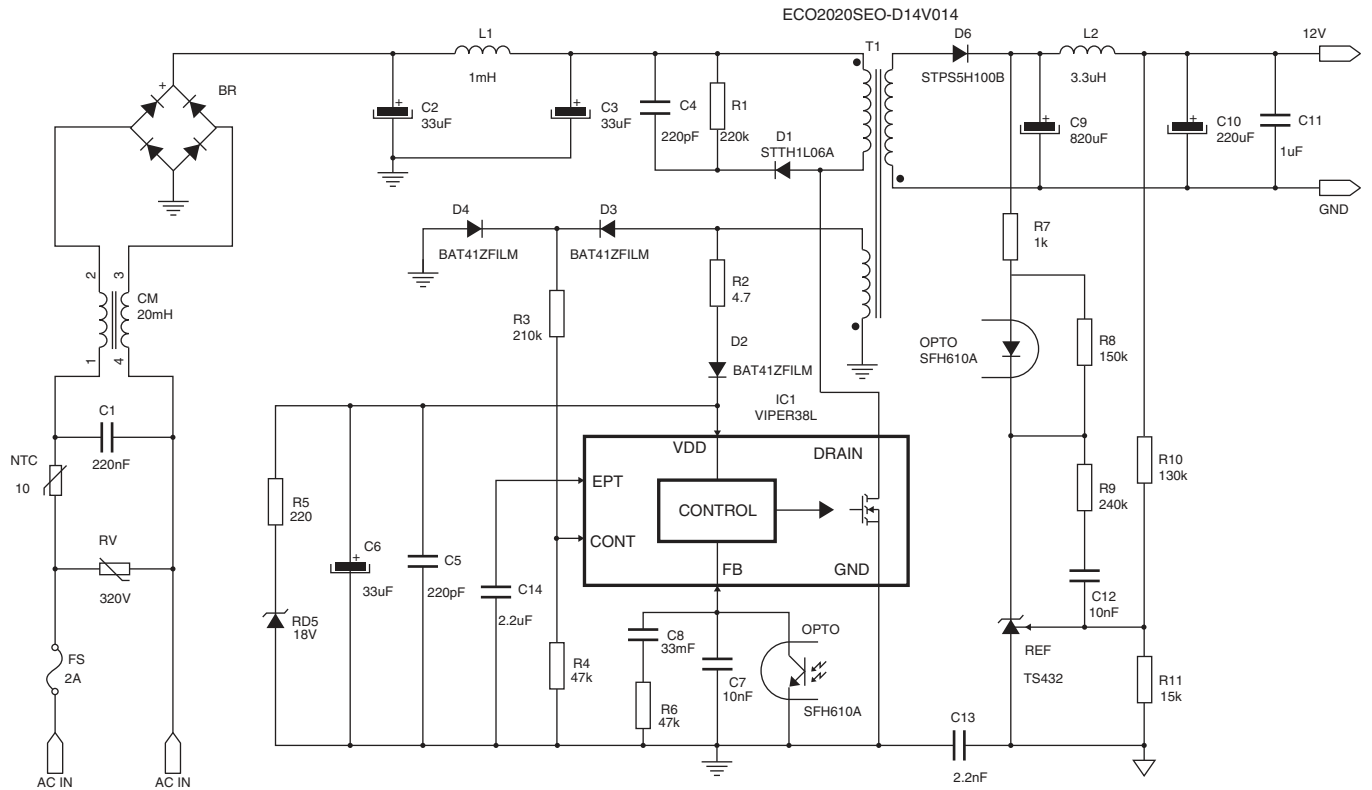 ECO2020SEO-D14V014
L1
1mH
T1
D6
STPS5H100B
L2
3.3uH
12V
BR
+
C2
33uF
+
C3
33uF
+
C4
220pF
R1
220k
D1
STTH1L06A
C9
820uF
+
C10
220uF
+
C11
1uF
GND
D4
BAT41ZFILM
D3
BAT41ZFILM
R7
1k
2
3
CM
20mH
1
4
R2
4.7
R3
210k
D2
BAT41ZFILM
OPTO
SFH610A
R8
150k
IC1
VIPER38L
C1
220nF
NTC
10
VDD
DRAIN
EPT
CONTROL
CONT
FB
GND
R10
130k
R9
240k
R5
220
C6
33uF
+
C5
220pF
C14
2.2uF
RV
320V
C12
10nF
RD5
18V
C8
33mF
OPTO
REF
TS432
FS
2A
R4
47k
C7
10nF
R6
47k
SFH610A
R11
15k
C13
2.2nF
AC IN
AC IN